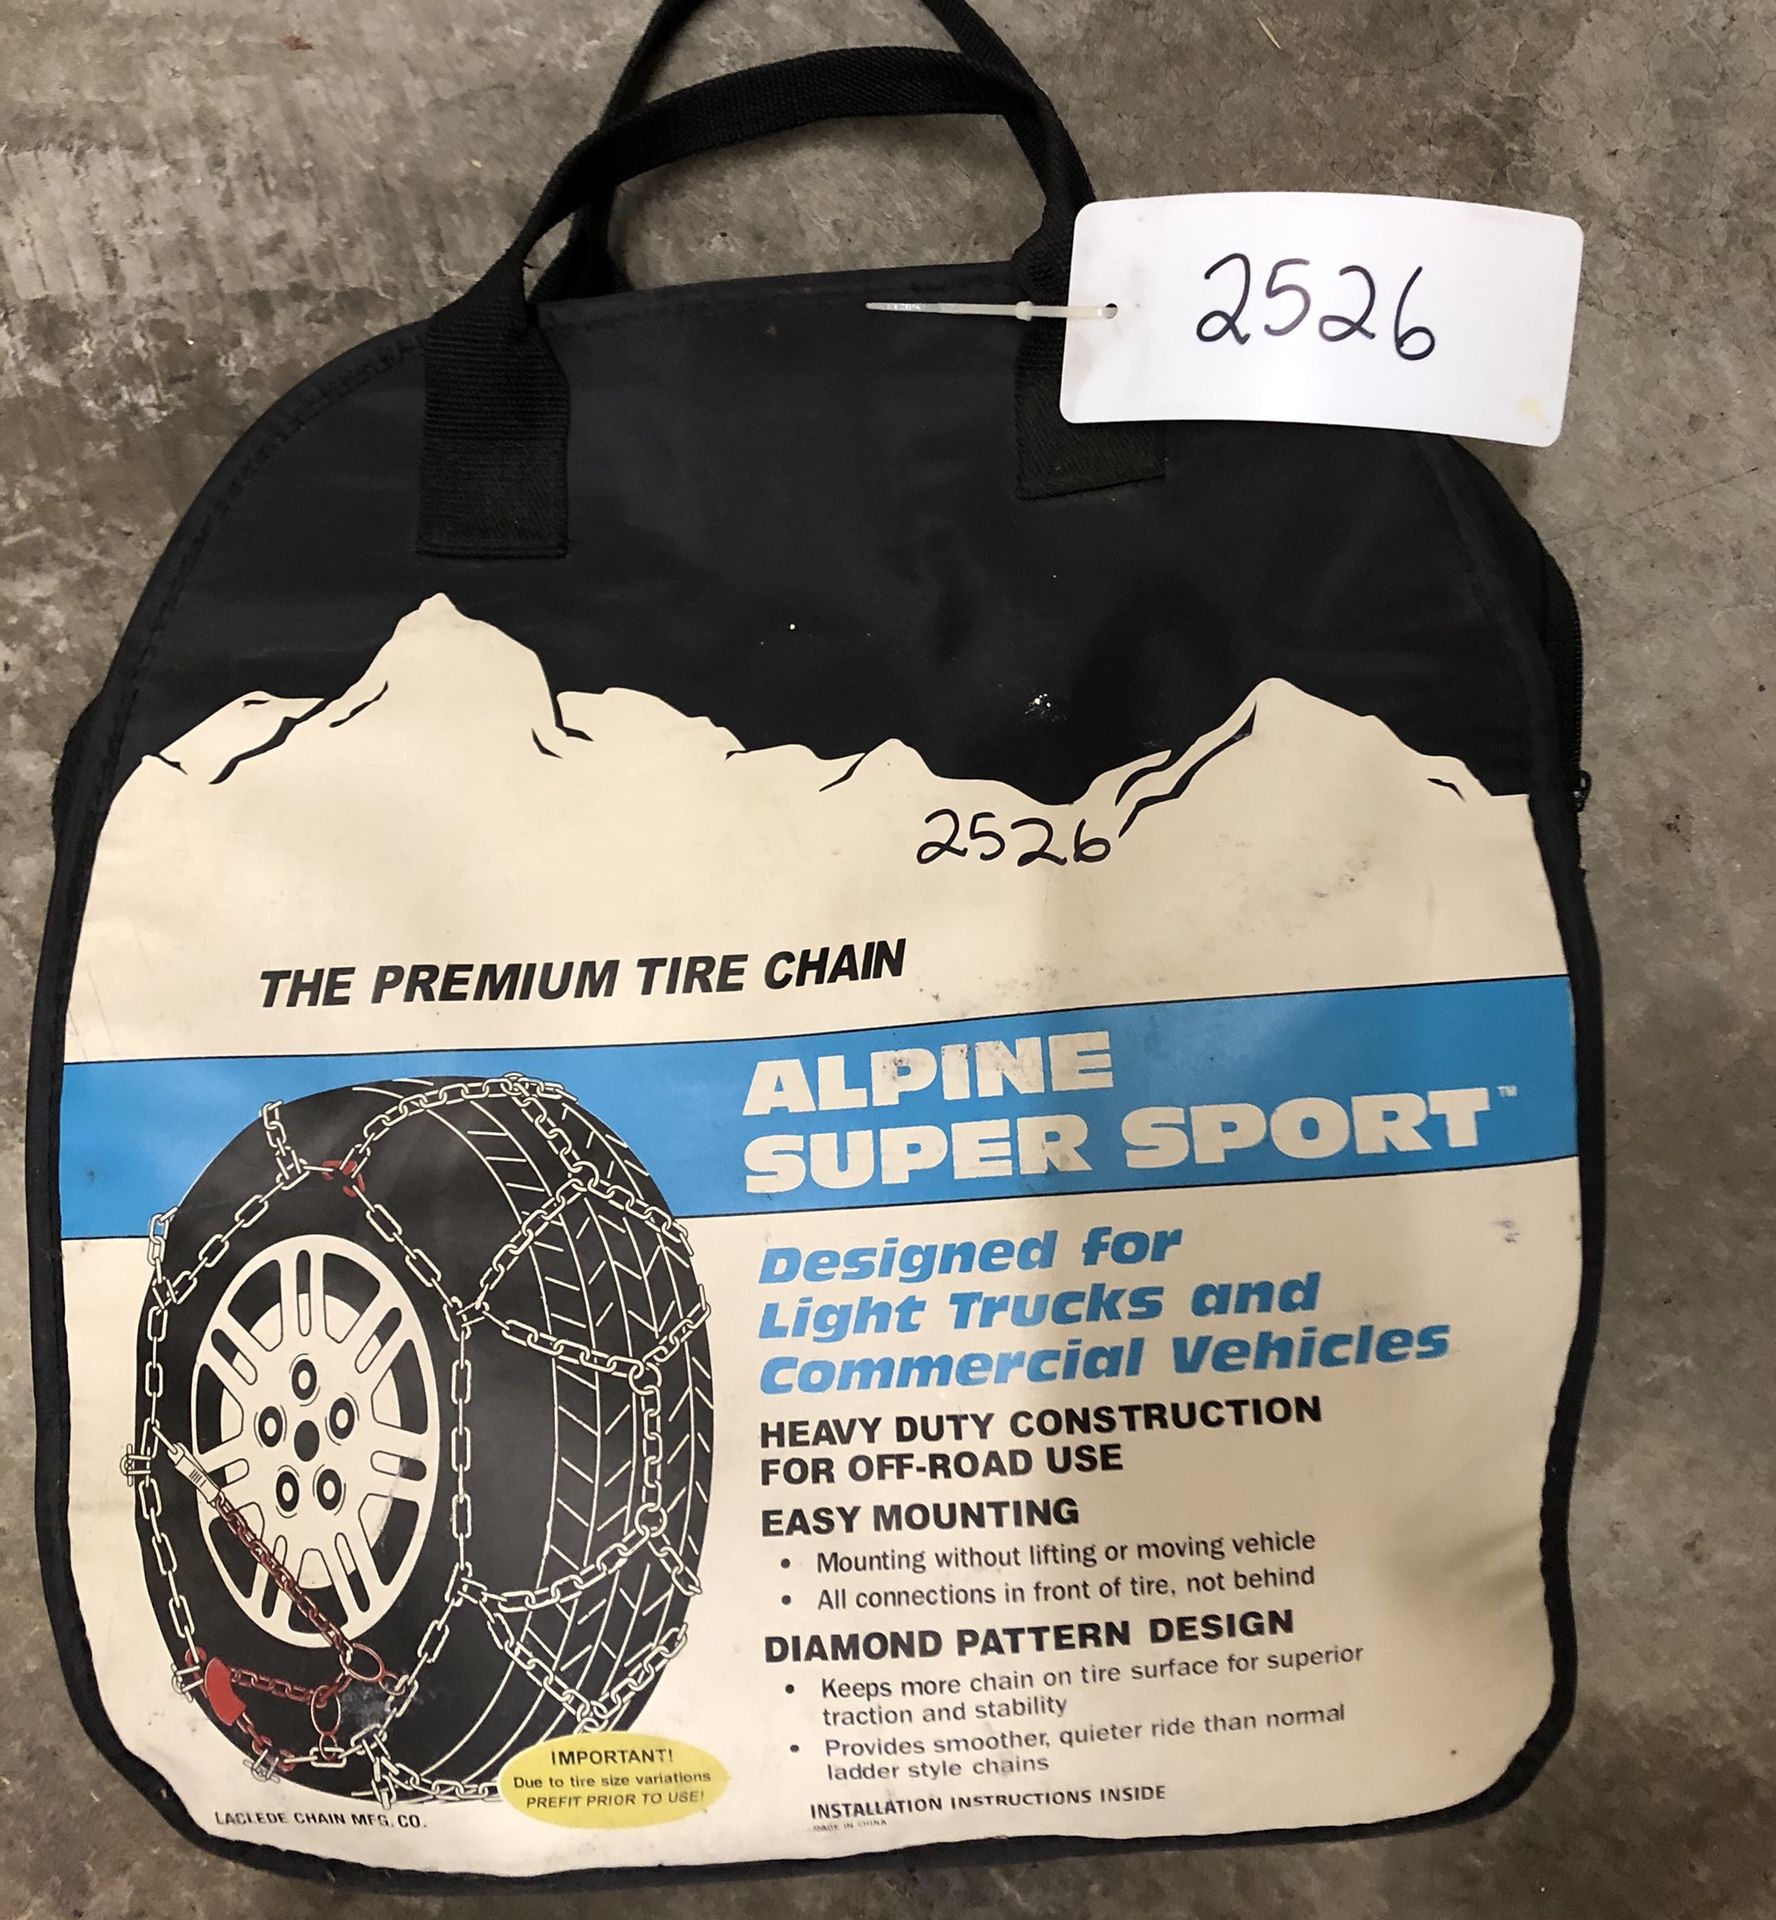 2526
2526
THE PREMIUM TIRE CHAIN
ALPINE
SUPER SPORT™
Designed for
Light Trucks and
Commercial Vehicles
HEAVY DUTY CONSTRUCTION
FOR OFF-ROAD USE
EASY MOUNTING
• Mounting without lifting or moving vehicle
• All connections in front of tire, not behind
DIAMOND PATTERN DESIGN
• Keeps more chain on tire surface for superior
traction and stability
• Provides smoother, quieter ride than normal
ladder style chains
IMPORTANT!
Due to tire size variations
PREFIT PRIOR TO USE!
LACLEDE CHAIN MFG. CO.
INSTALLATION INSTRUCTIONS INSIDE
MADE IN CHINA